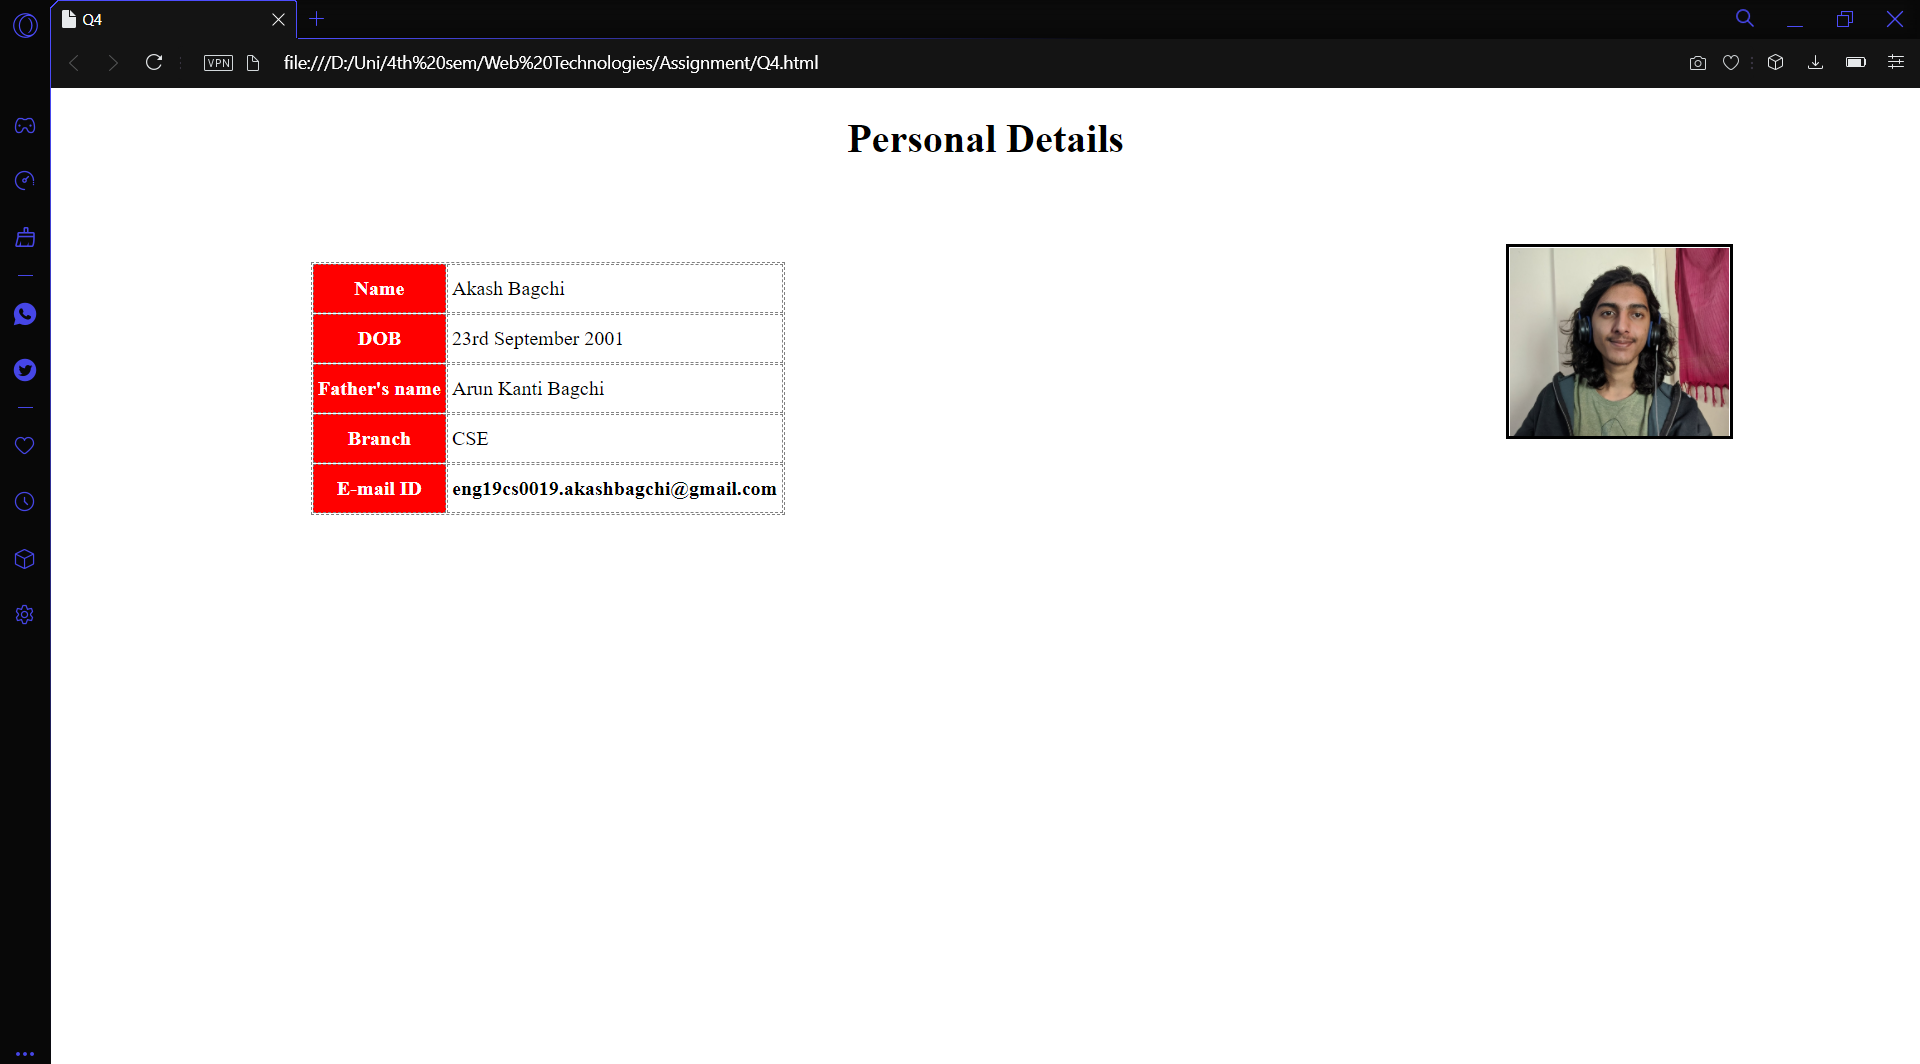 Q4
VPN
file:///D:/Uni/4th%20sem/Web%20Technologies/Assignment/Q4.html
Personal Details
Name Akash Bagchi
DOB 23rd September 2001
Father's name Arun Kanti Bagchi
Branch CSE
E-mail ID eng19cs0019.akashbagchi@gmail.com